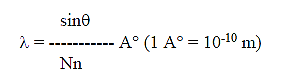 sinθ
λ = ----------- A° (1 A° = 10⁻¹⁰ m)
Nn